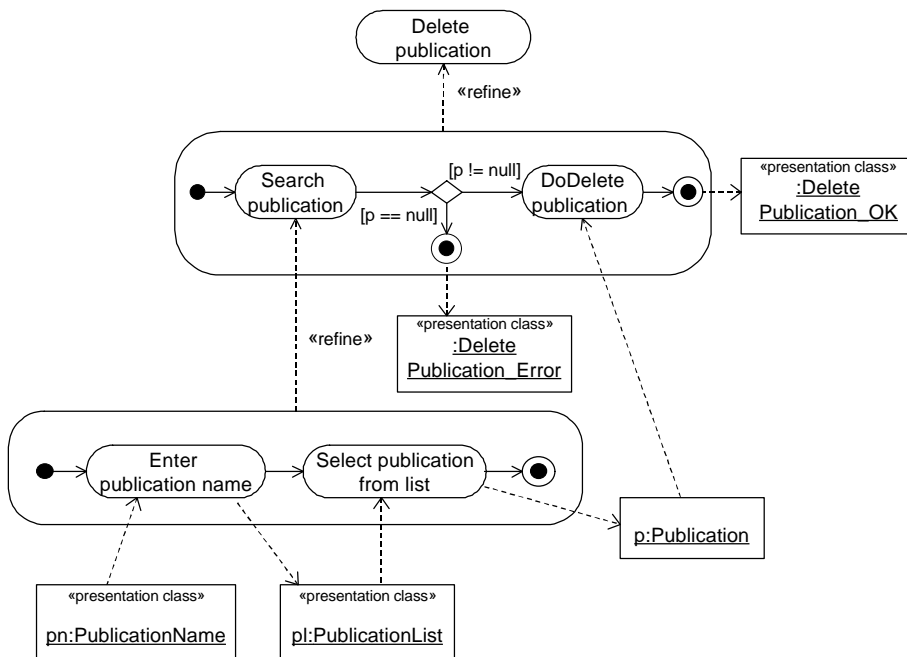 Delete
publication
«refine»
Search
publication
[p != null]
[p == null]
DoDelete
publication
«presentation class»
:Delete
Publication_OK
«refine»
«presentation class»
:Delete
Publication_Error
Enter
publication name
Select publication
from list
p:Publication
«presentation class»
pn:PublicationName
«presentation class»
pl:PublicationList